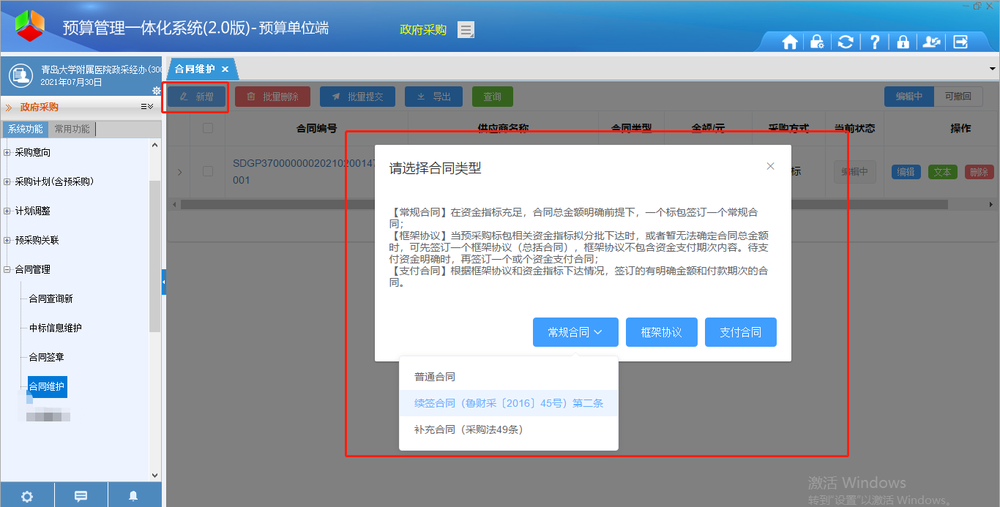 预算管理一体化系统(2.0版)-预算单位端
政府采购
青岛大学附属医院政采经办(300
2021年07月30日
政府采购
系统功能 常用功能
采购意向
采购计划(含预采购)
计划调整
预采购关联
合同管理
合同查询新
中标信息维护
合同签章
合同维护
合同维护 ×
新增 批量删除 批量提交 导出 查询 编辑中 可撤回
合同编号 供应商名称 合同类型 金额/元 采购方式 当前状态 操作
SDGP37000000020210200147
001
标 编辑中 编辑 文本 删除
请选择合同类型
【常规合同】在资金指标充足，合同总金额明确前提下，一个标包签订一个常规合
同；
【框架协议】当预采购标包相关资金指标拟分批下达时，或者暂无法确定合同总金额
时，可先签订一个框架协议（总括合同），框架协议不包含资金支付期次内容。待支
付资金明确时，再签订一个或个资金支付合同；
【支付合同】根据框架协议和资金指标下达情况，签订的有明确金额和付款期次的合
同。
常规合同 框架协议 支付合同
普通合同
续签合同（鲁财采〔2016〕45号）第二条
补充合同（采购法49条）
激活 Windows
转到"设置"以激活 Windows。